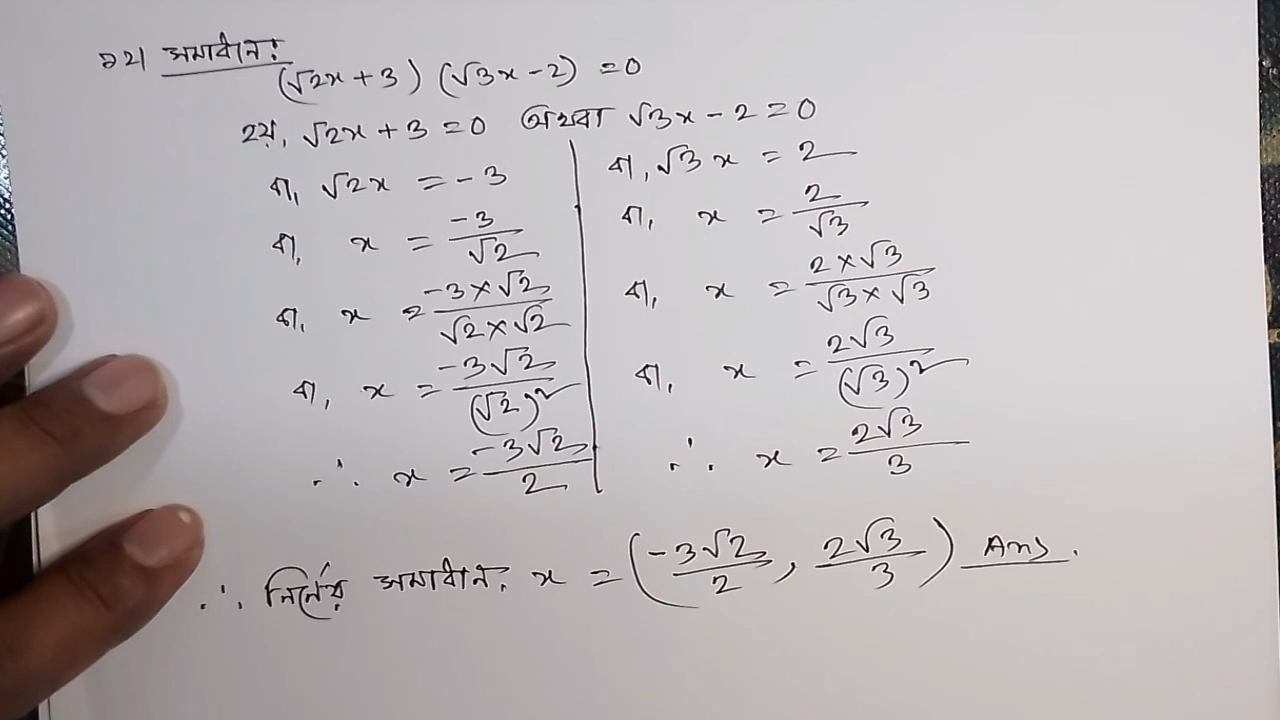 ১২। সমাধান:
(√2x + 3) (√3x - 2) = 0
হয়, √2x + 3 = 0 অথবা √3x - 2 = 0
বা, √2x = -3
বা, x = -3/√2
বা, x = -3×√2/√2×√2
বা, x = -3√2/(√2)²
∴ x = -3√2/2
বা, √3x = 2
বা, x = 2/√3
বা, x = 2×√3/√3×√3
বা, x = 2√3/(√3)²
∴ x = 2√3/3
∴ নির্ণেয় সমাধান: x = (-3√2/2, 2√3/3) Ans.